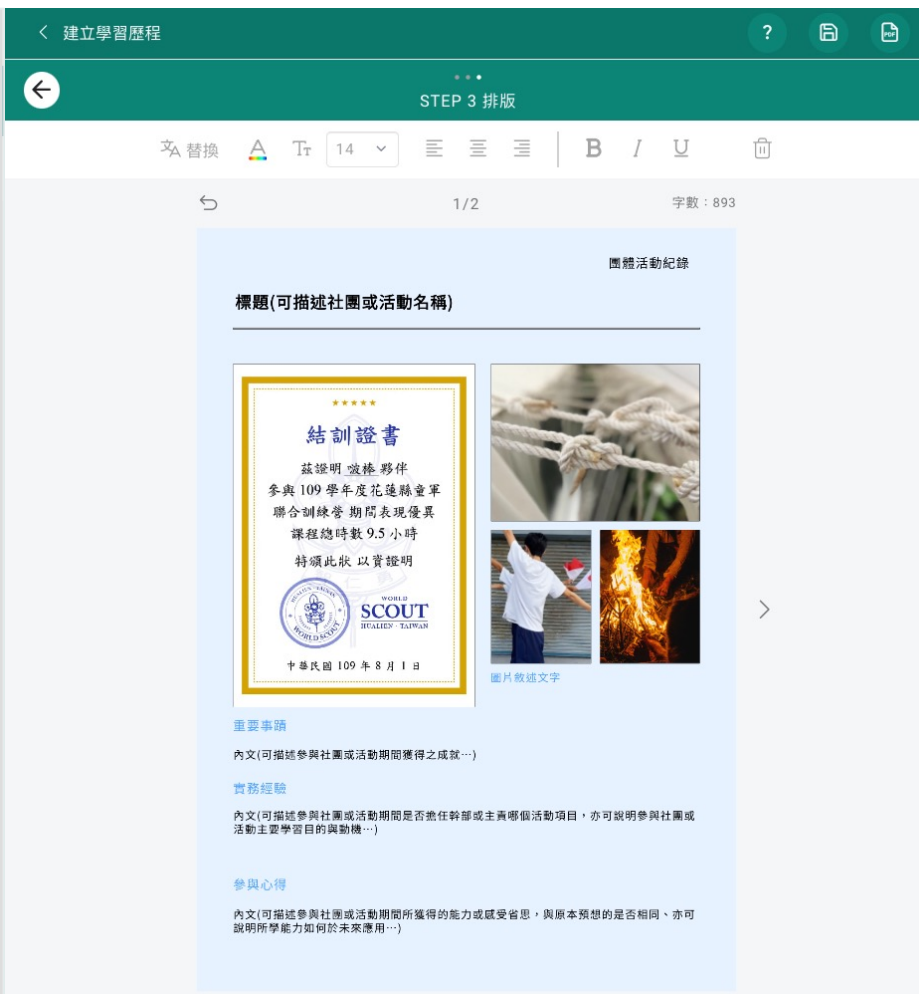 建立學習歷程
?
PDF
STEP 3 排版
替換
A
TT
14
B
I
U
1/2
字數：893
團體活動紀錄
標題(可描述社團或活動名稱)
★★★★★
結訓證書
茲證明 啵棒 夥伴
參與 109 學年度花蓮縣童軍
聯合訓練營 期間表現優異
課程總時數 9.5 小時
特頒此狀 以資證明
WORLD SCOUT
WORLD
SCOUT
HUALIEN · TAIWAN
中華民國 109 年 8 月 1 日
圖片敘述文字
重要事蹟
內文(可描述參與社團或活動期間獲得之成就…)
實務經驗
內文(可描述參與社團或活動期間是否擔任幹部或主責哪個活動項目，亦可說明參與社團或
活動主要學習目的與動機…)
參與心得
內文(可描述參與社團或活動期間所獲得的能力或感受省思，與原本預想的是否相同、亦可
說明所學能力如何於未來應用…)